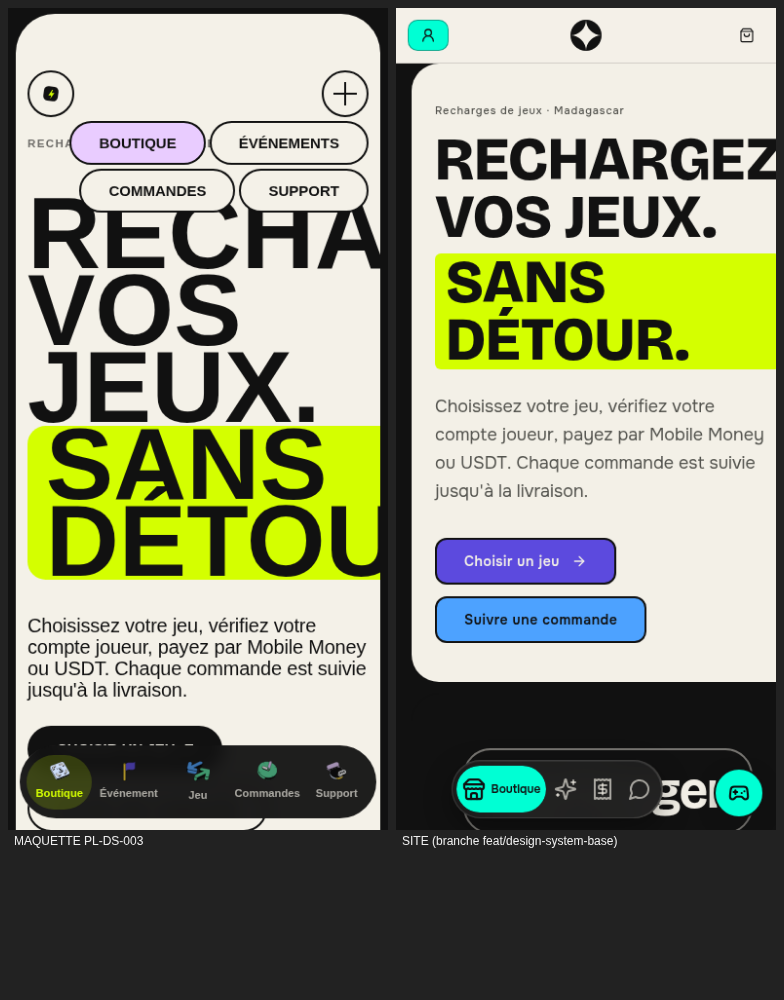 BOUTIQUE
ÉVÉNEMENTS
COMMANDES
SUPPORT
VOS
JEUX.
SANS
Choisissez votre jeu, vérifiez votre
compte joueur, payez par Mobile Money
ou USDT. Chaque commande est suivie
jusqu'à la livraison.
Boutique
Événement
Jeu
Commandes
Support
MAQUETTE PL-DS-003
Recharges de jeux · Madagascar
RECHARGEZ
VOS JEUX.
SANS
DÉTOUR.
Choisissez votre jeu, vérifiez votre
compte joueur, payez par Mobile Money
ou USDT. Chaque commande est suivie
jusqu'à la livraison.
Choisir un jeu →
Suivre une commande
Boutique
SITE (branche feat/design-system-base)